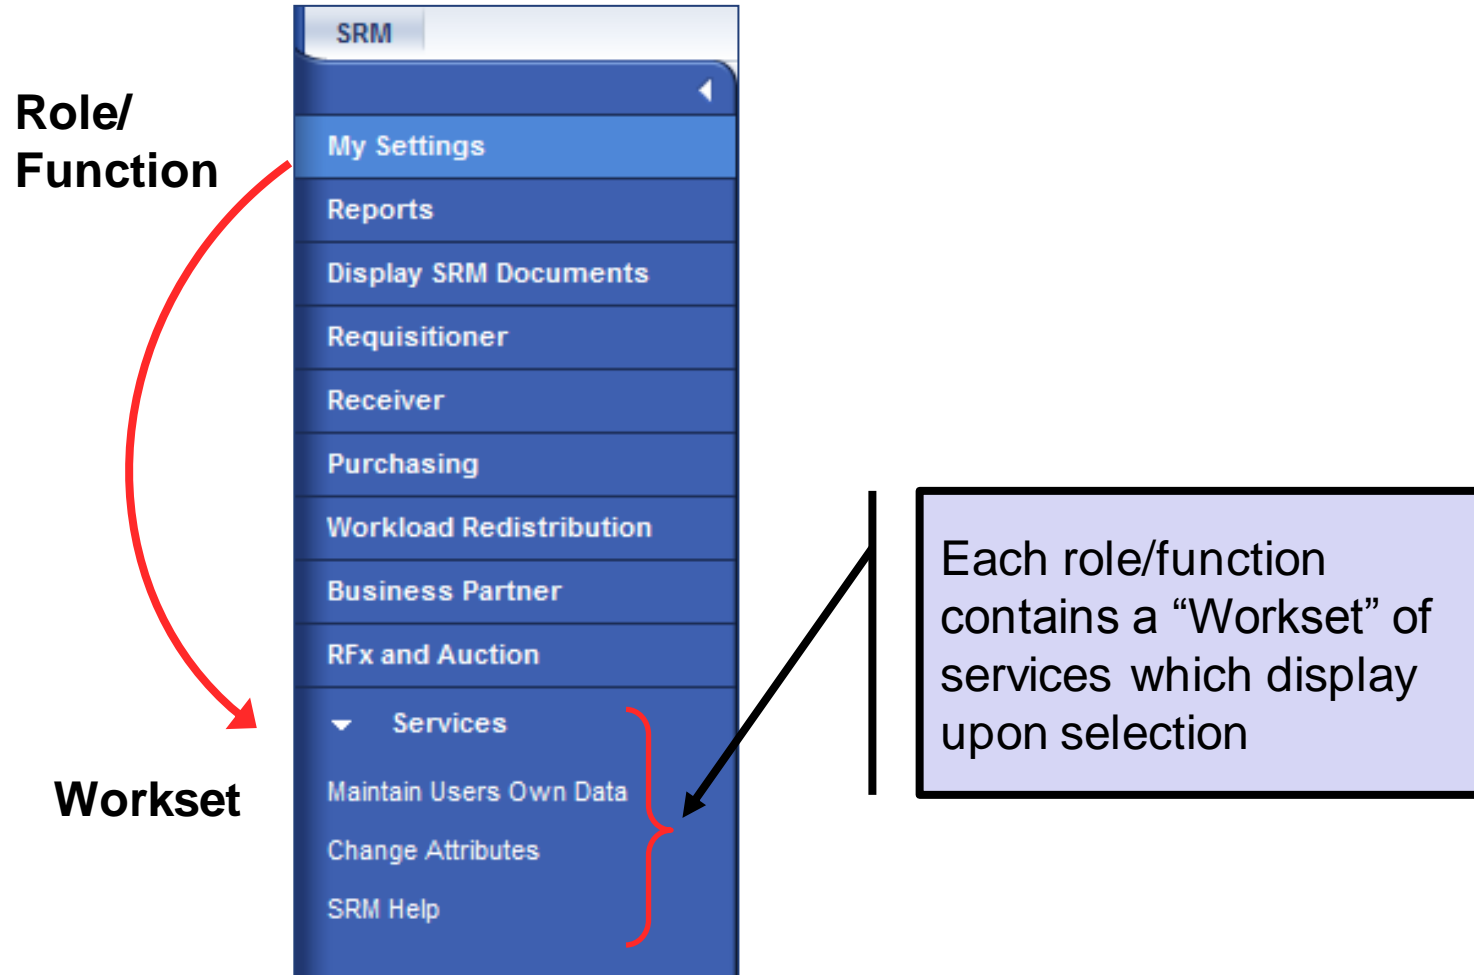 SRM
Role/
Function
My Settings
Reports
Display SRM Documents
Requisitioner
Receiver
Purchasing
Workload Redistribution
Business Partner
RFx and Auction
Services
Workset
Maintain Users Own Data
Change Attributes
SRM Help
Each role/function
contains a “Workset” of
services which display
upon selection